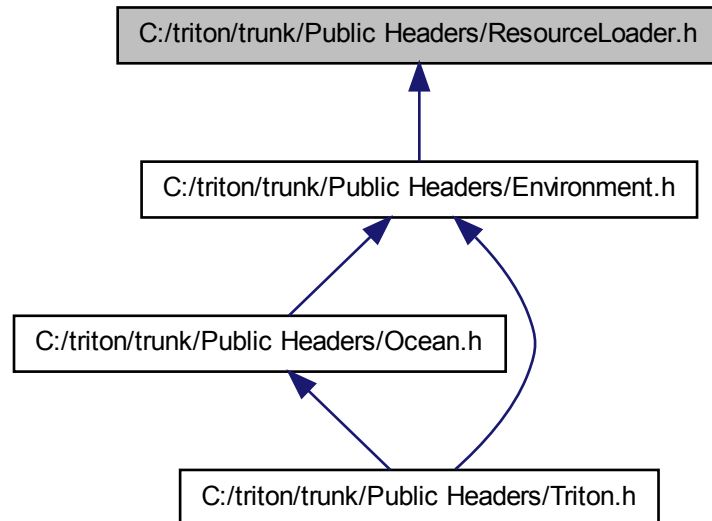 C:/triton/trunk/Public Headers/ResourceLoader.h
C:/triton/trunk/Public Headers/Environment.h
C:/triton/trunk/Public Headers/Ocean.h
C:/triton/trunk/Public Headers/Triton.h